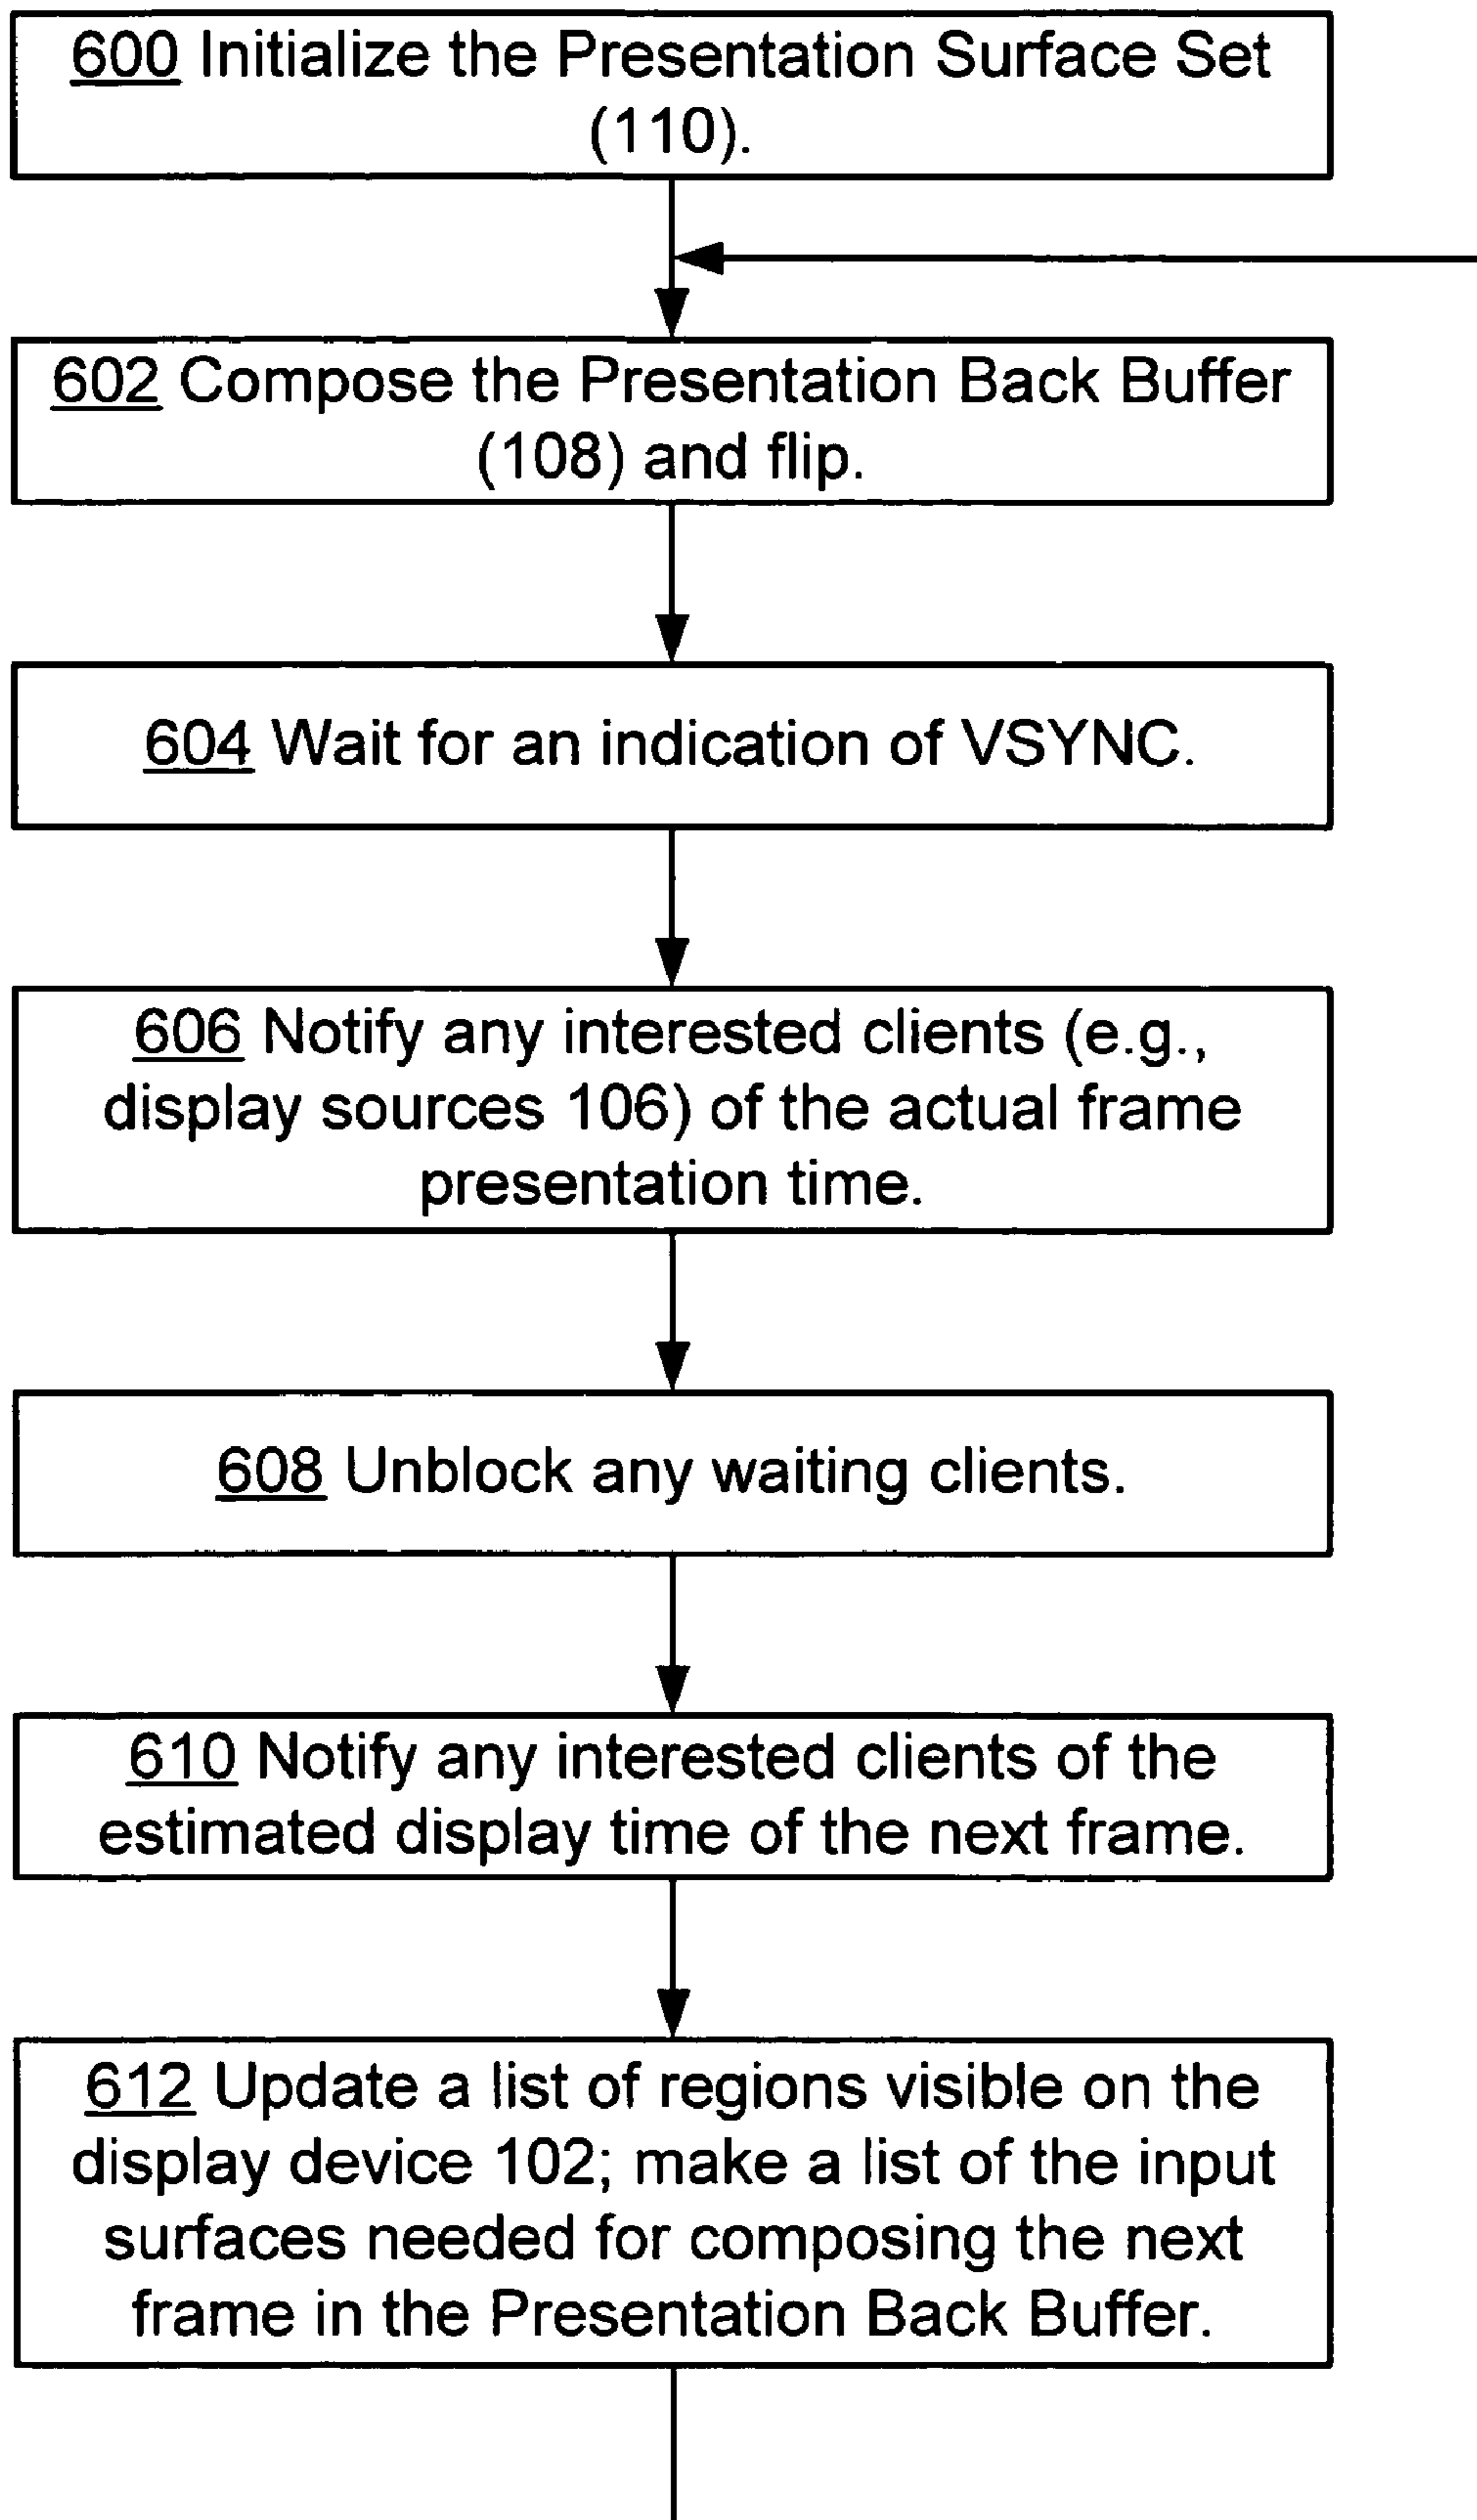 600 Initialize the Presentation Surface Set
(110).
602 Compose the Presentation Back Buffer
(108) and flip.
604 Wait for an indication of VSYNC.
606 Notify any interested clients (e.g.,
display sources 106) of the actual frame
presentation time.
608 Unblock any waiting clients.
610 Notify any interested clients of the
estimated display time of the next frame.
612 Update a list of regions visible on the
display device 102; make a list of the input
surfaces needed for composing the next
frame in the Presentation Back Buffer.